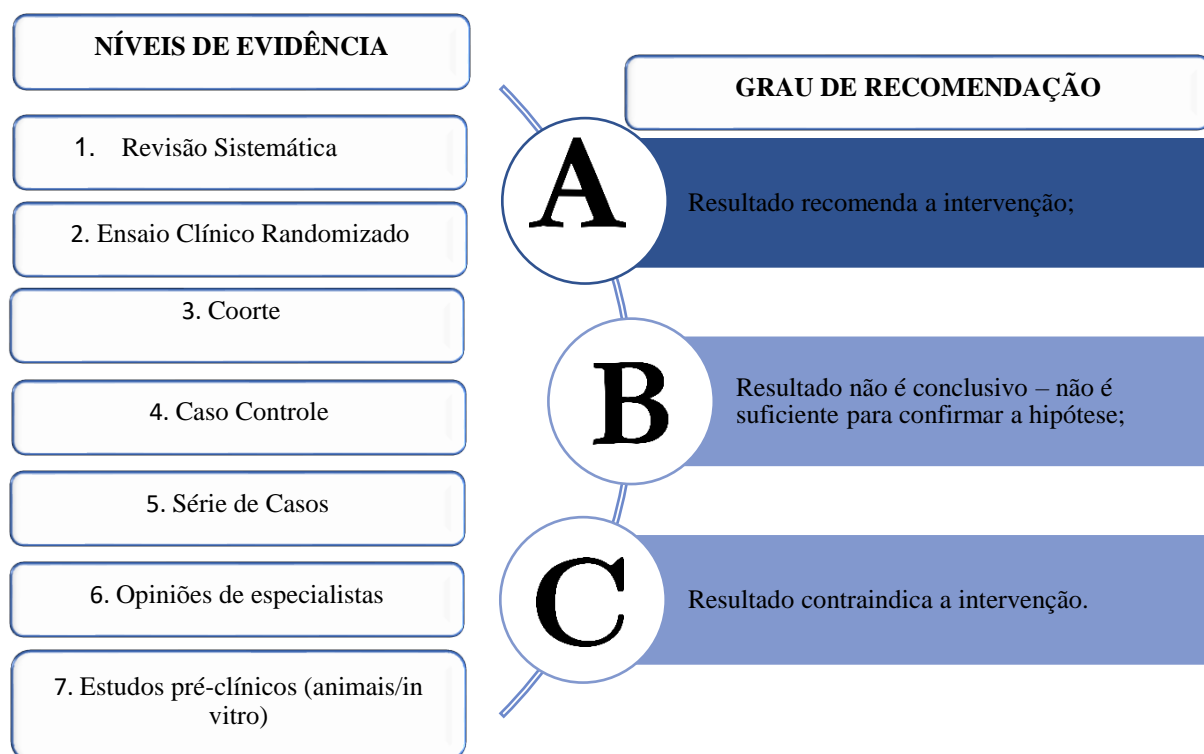 NÍVEIS DE EVIDÊNCIA
1. Revisão Sistemática
2. Ensaio Clínico Randomizado
3. Coorte
4. Caso Controle
5. Série de Casos
6. Opiniões de especialistas
7. Estudos pré-clínicos (animais/in
vitro)
GRAU DE RECOMENDAÇÃO
A
Resultado recomenda a intervenção;
B
Resultado não é conclusivo – não é
suficiente para confirmar a hipótese;
C
Resultado contraindica a intervenção.